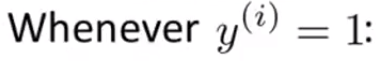 Whenever y^{(i)} = 1: